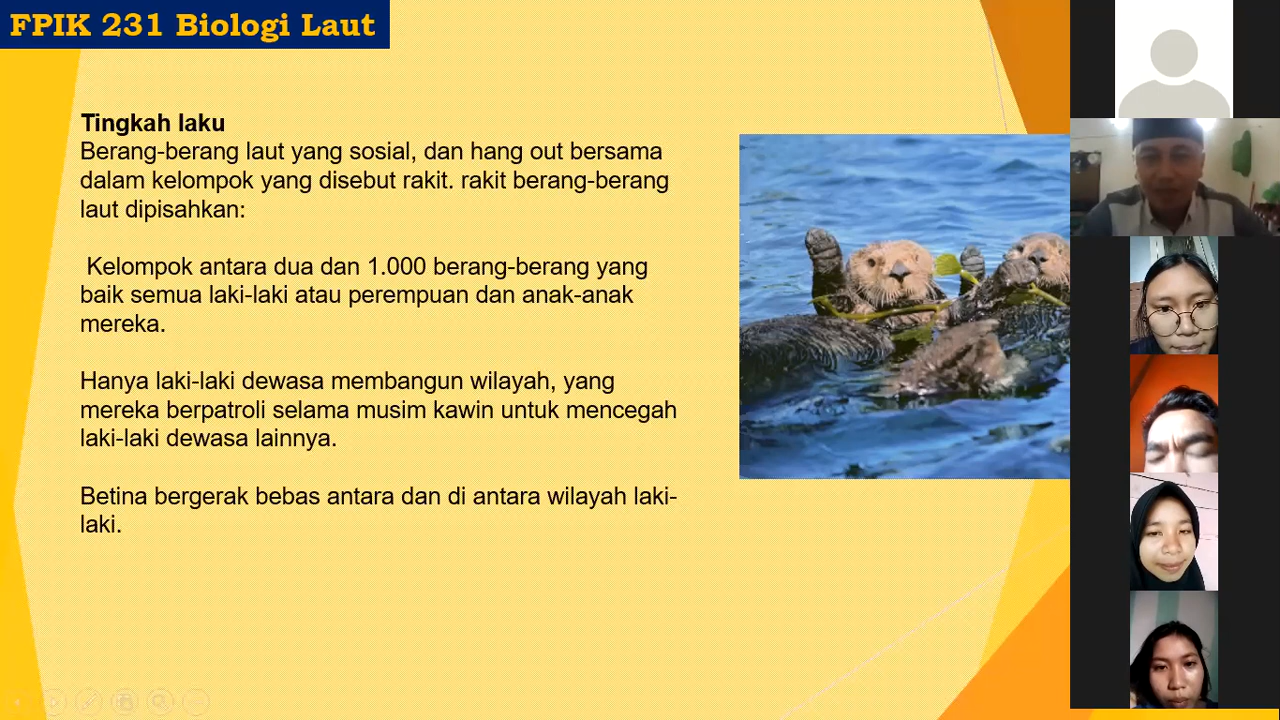 FPIK 231 Biologi Laut
Tingkah laku
Berang-berang laut yang sosial, dan hang out bersama
dalam kelompok yang disebut rakit. rakit berang-berang
laut dipisahkan:
Kelompok antara dua dan 1.000 berang-berang yang
baik semua laki-laki atau perempuan dan anak-anak
mereka.
Hanya laki-laki dewasa membangun wilayah, yang
mereka berpatroli selama musim kawin untuk mencegah
laki-laki dewasa lainnya.
Betina bergerak bebas antara dan di antara wilayah laki-
laki.